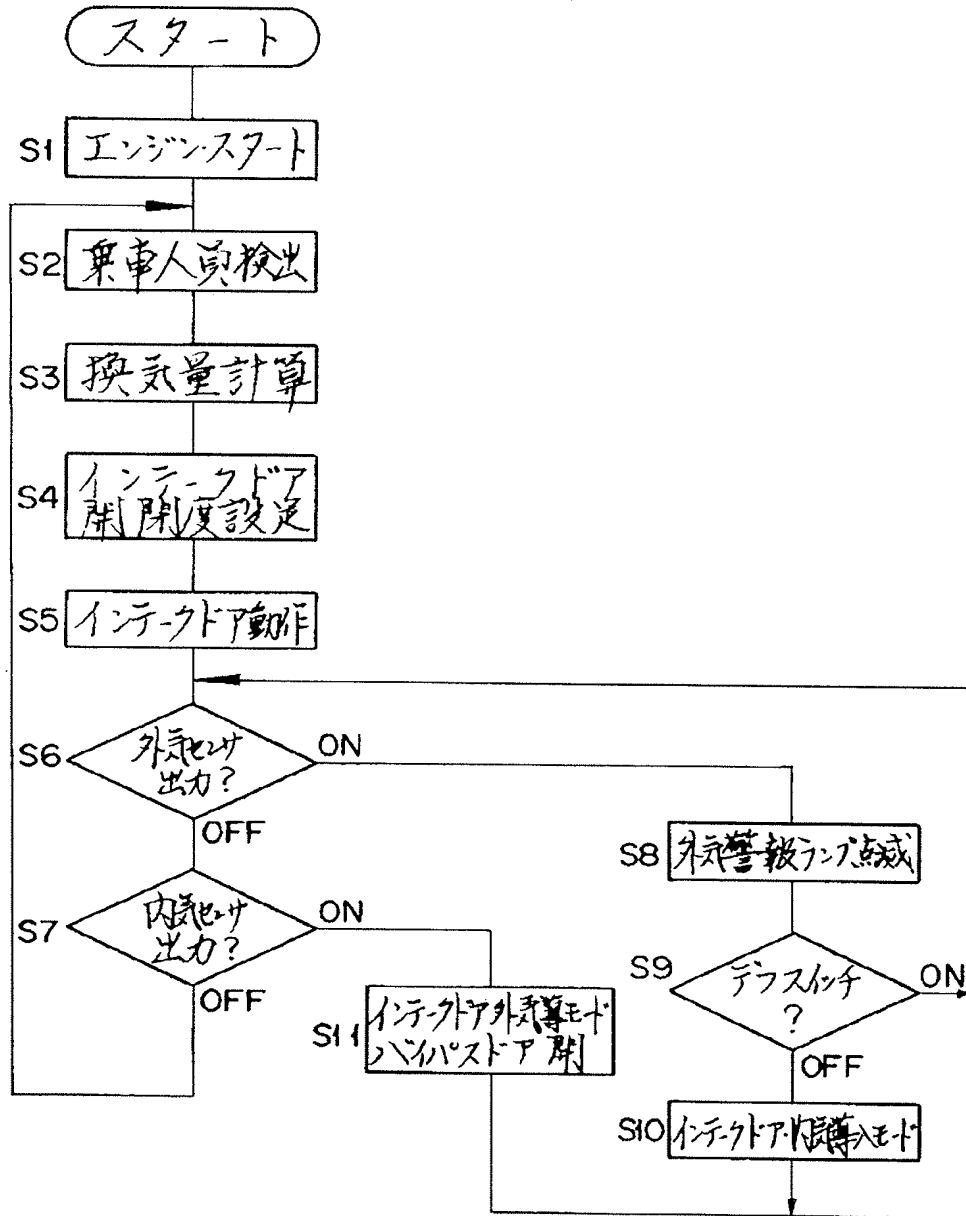 スタート
S1
エンジン・スタート
S2
乗車人員検出
S3
換気量計算
S4
インテークドア
開閉度設定
S5
インテークドア動作
S6
外気センサ
出力?
ON
OFF
S7
内気センサ
出力?
ON
OFF
S8
外気警報ランプ点滅
S9
デフスイッチ
?
ON
OFF
S10
インテークドア・内気導入モード
S11
インテークドア外気導モード
バイパスドア 開